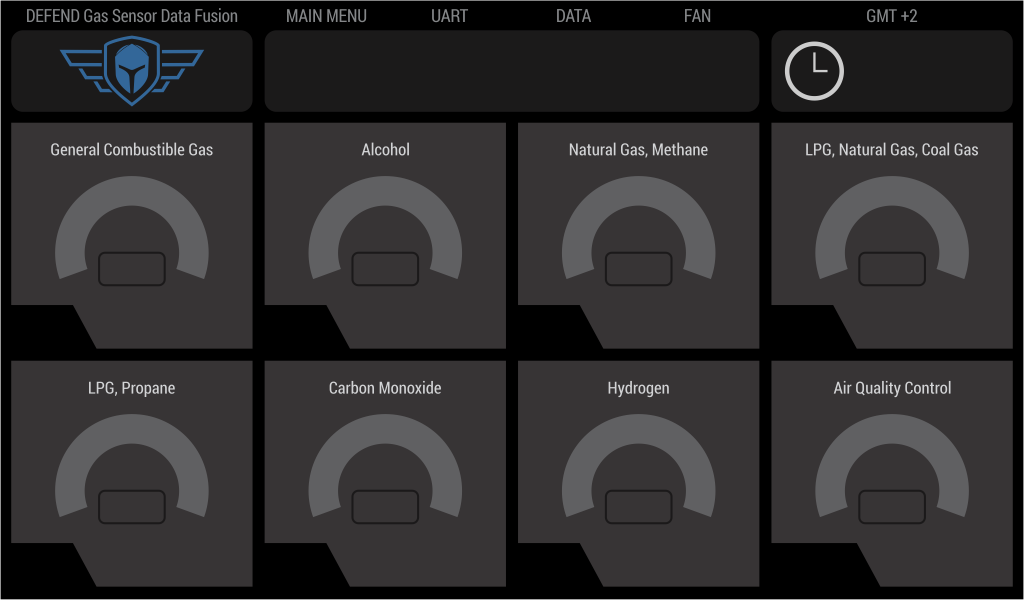 DEFEND Gas Sensor Data Fusion
MAIN MENU
UART
DATA
FAN
GMT +2
General Combustible Gas
Alcohol
Natural Gas, Methane
LPG, Natural Gas, Coal Gas
LPG, Propane
Carbon Monoxide
Hydrogen
Air Quality Control